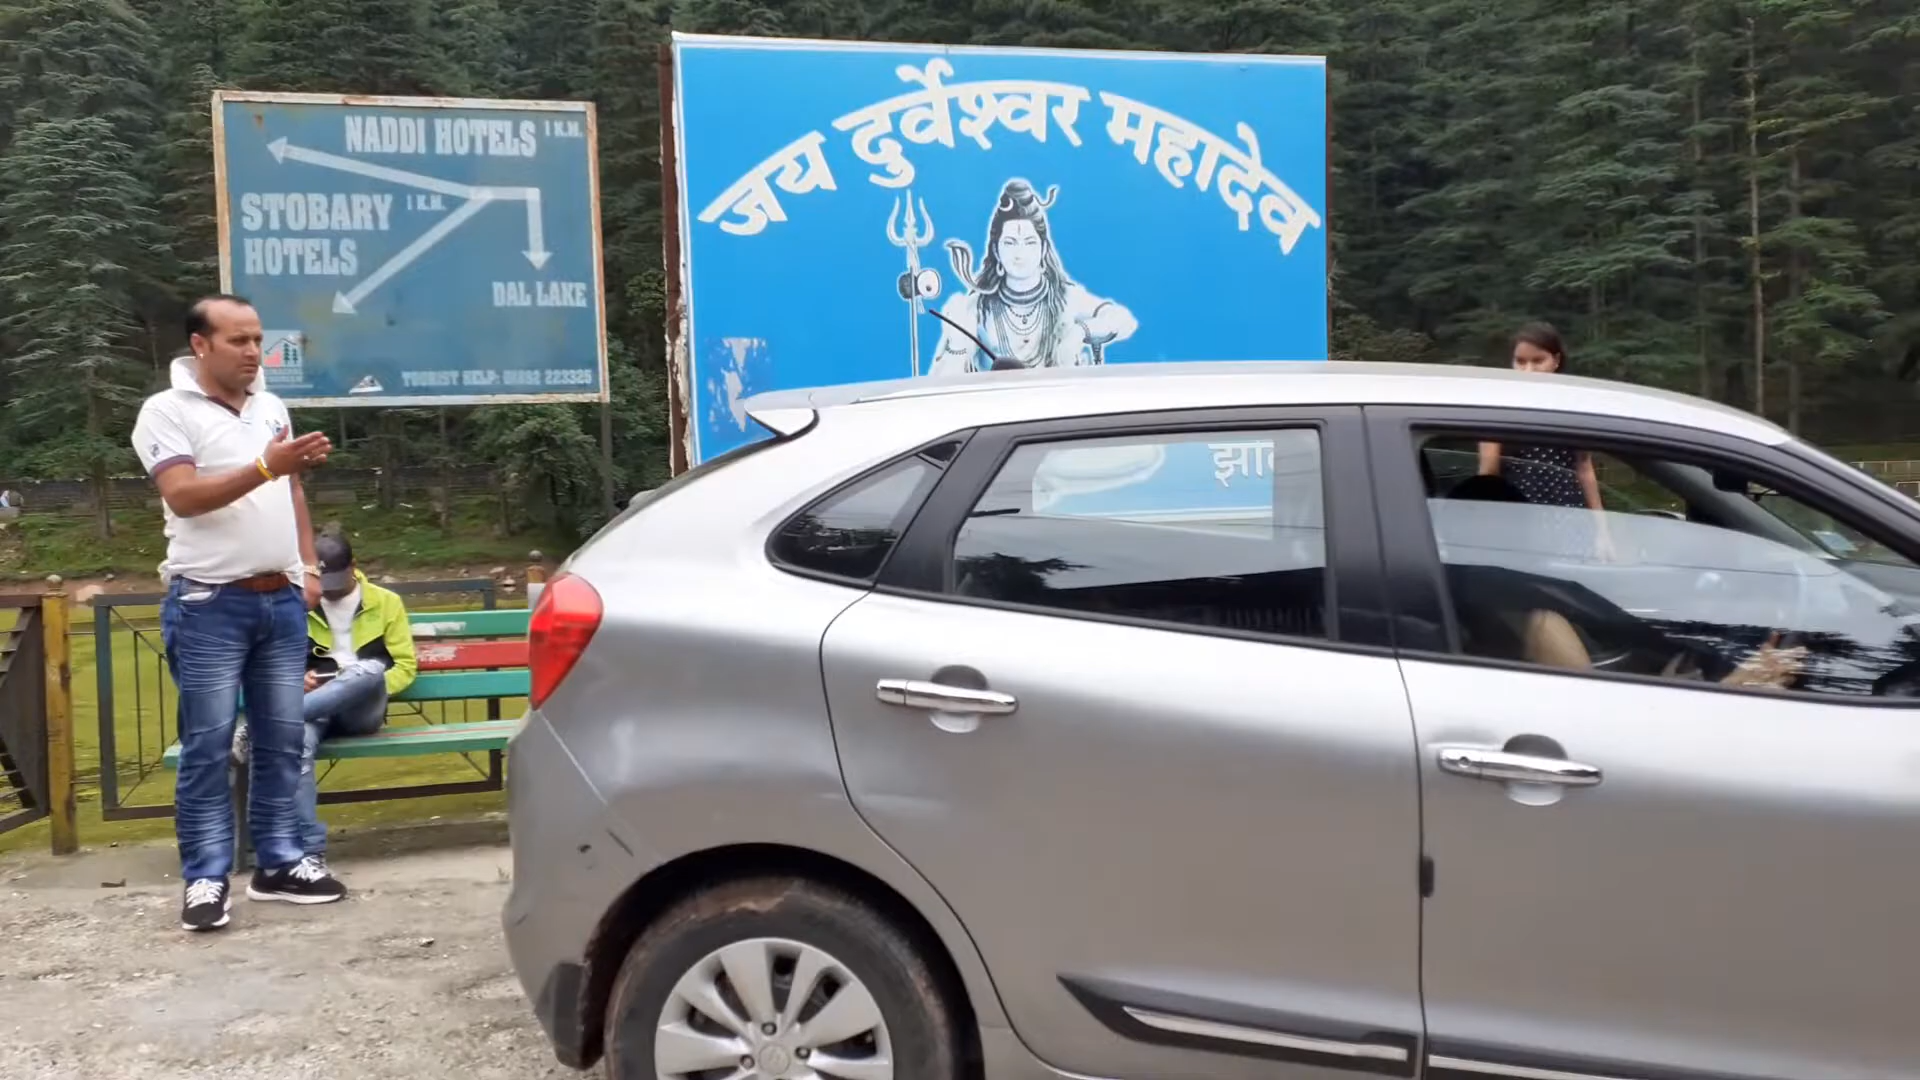 NADDI HOTELS 1 K.M.
STOBARY 1 K.M.
HOTELS
DAL LAKE
TOURIST HELP: 01892 223325
जय दुर्वेश्वर महादेव